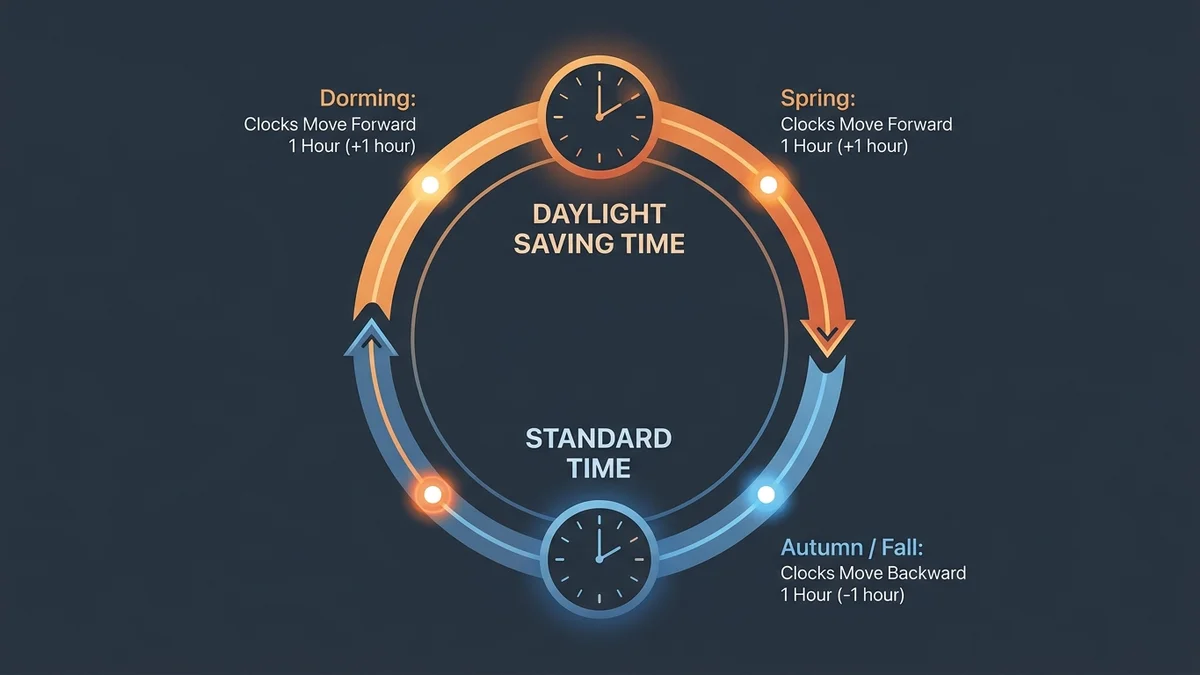 Dorming:
Clocks Move Forward
1 Hour (+1 hour)
Spring:
Clocks Move Forward
1 Hour (+1 hour)
DAYLIGHT
SAVING TIME
STANDARD
TIME
Autumn / Fall:
Clocks Move Backward
1 Hour (-1 hour)